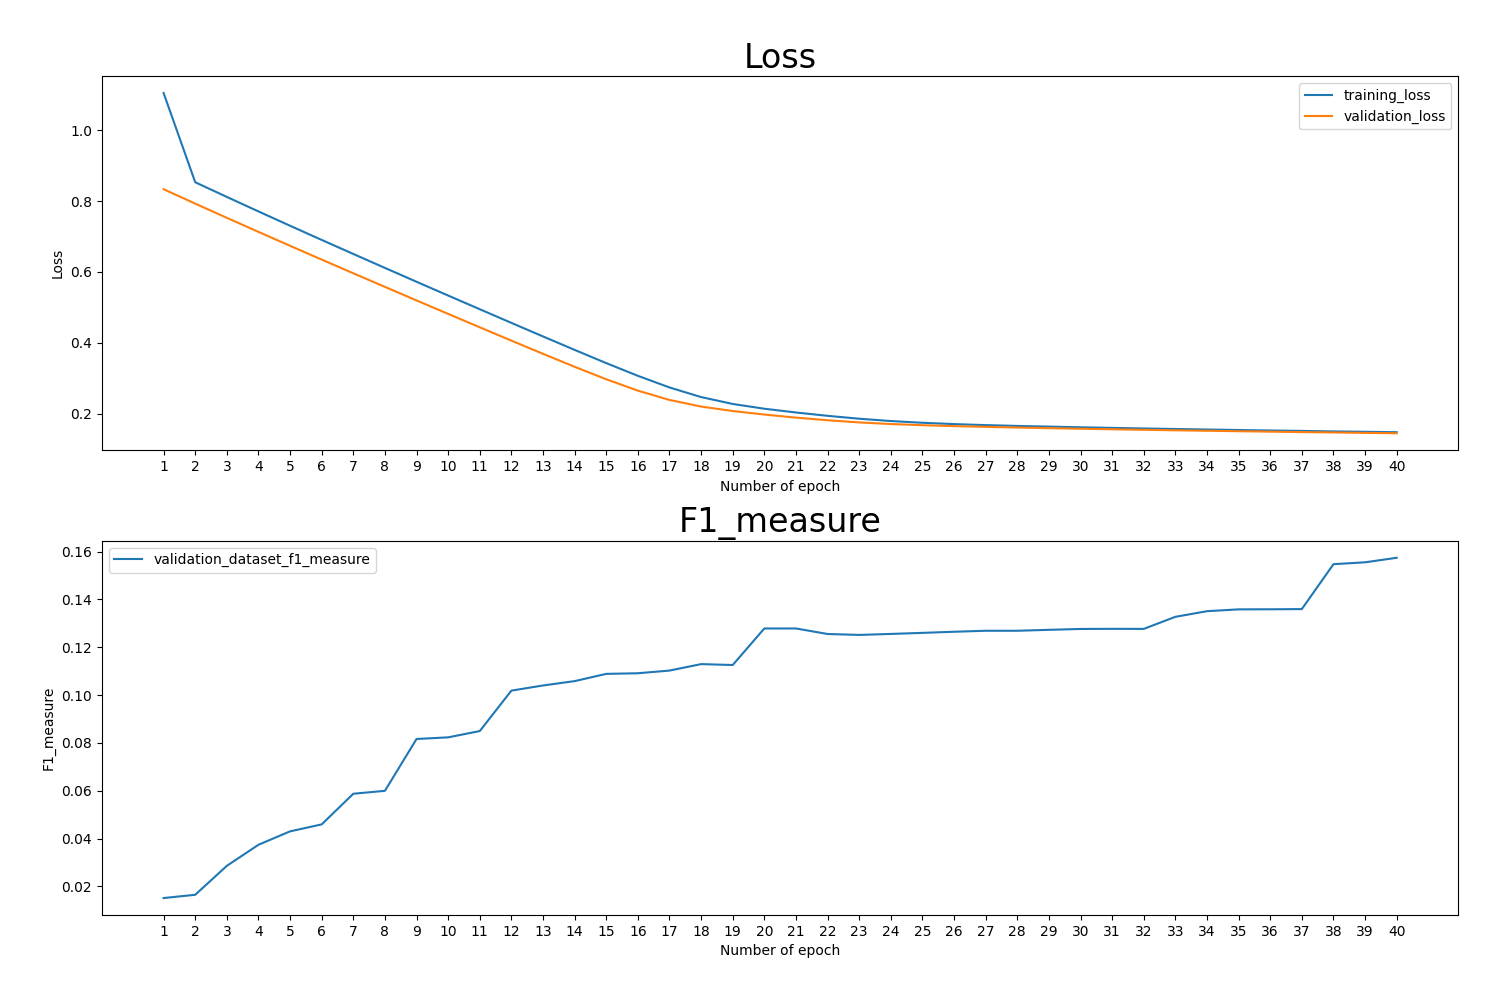 Loss
training_loss
validation_loss
1.0
0.8
0.6
0.4
0.2
Loss
1 2 3 4 5 6 7 8 9 10 11 12 13 14 15 16 17 18 19 20 21 22 23 24 25 26 27 28 29 30 31 32 33 34 35 36 37 38 39 40
Number of epoch
F1_measure
validation_dataset_f1_measure
0.16
0.14
0.12
0.10
0.08
0.06
0.04
0.02
F1_measure
1 2 3 4 5 6 7 8 9 10 11 12 13 14 15 16 17 18 19 20 21 22 23 24 25 26 27 28 29 30 31 32 33 34 35 36 37 38 39 40
Number of epoch